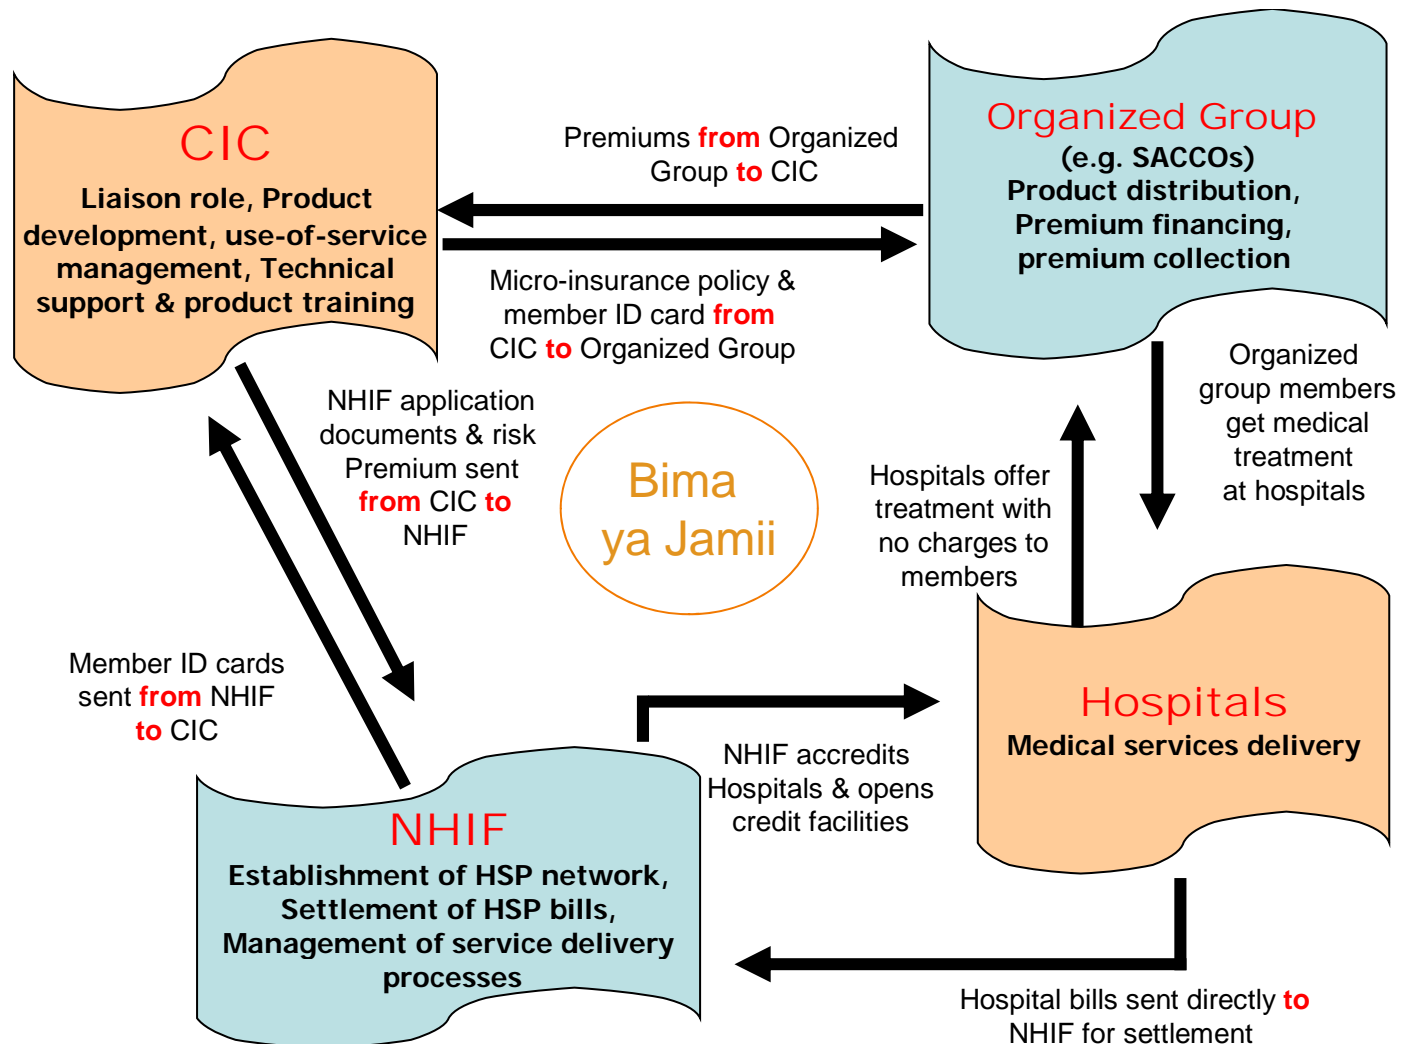 CIC
Liaison role, Product
development, use-of-service
management, Technical
support & product training
Premiums from Organized
Group to CIC
Micro-insurance policy &
member ID card from
CIC to Organized Group
Organized Group
(e.g. SACCOs)
Product distribution,
Premium financing,
premium collection
NHIF application
documents & risk
Premium sent
from CIC to
NHIF
Bima
ya Jamii
Hospitals offer
treatment with
no charges to
members
Organized
group members
get medical
treatment
at hospitals
Member ID cards
sent from NHIF
to CIC
NHIF accredits
Hospitals & opens
credit facilities
Hospitals
Medical services delivery
NHIF
Establishment of HSP network,
Settlement of HSP bills,
Management of service delivery
processes
Hospital bills sent directly to
NHIF for settlement